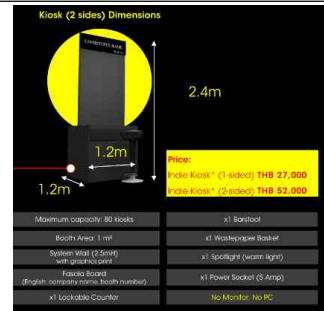 Kiosk (2 sides) Dimensions
EXHIBITOR'S NAME
2.4m
1.2m
1.2m
Price:
Indie Kiosk* (1-sided) THB 27,000
Indie Kiosk* (2-sided) THB 52,000
Maximum capacity: 80 kiosks
x1 Barstool
Booth Area: 1 m²
x1 Wastepaper Basket
System Wall (2.5mH)
with graphics print
x1 Spotlight (warm light)
Fascia Board
(English: company name, booth number)
x1 Power Socket (5 Amp)
x1 Lockable Counter
No Monitor, No PC